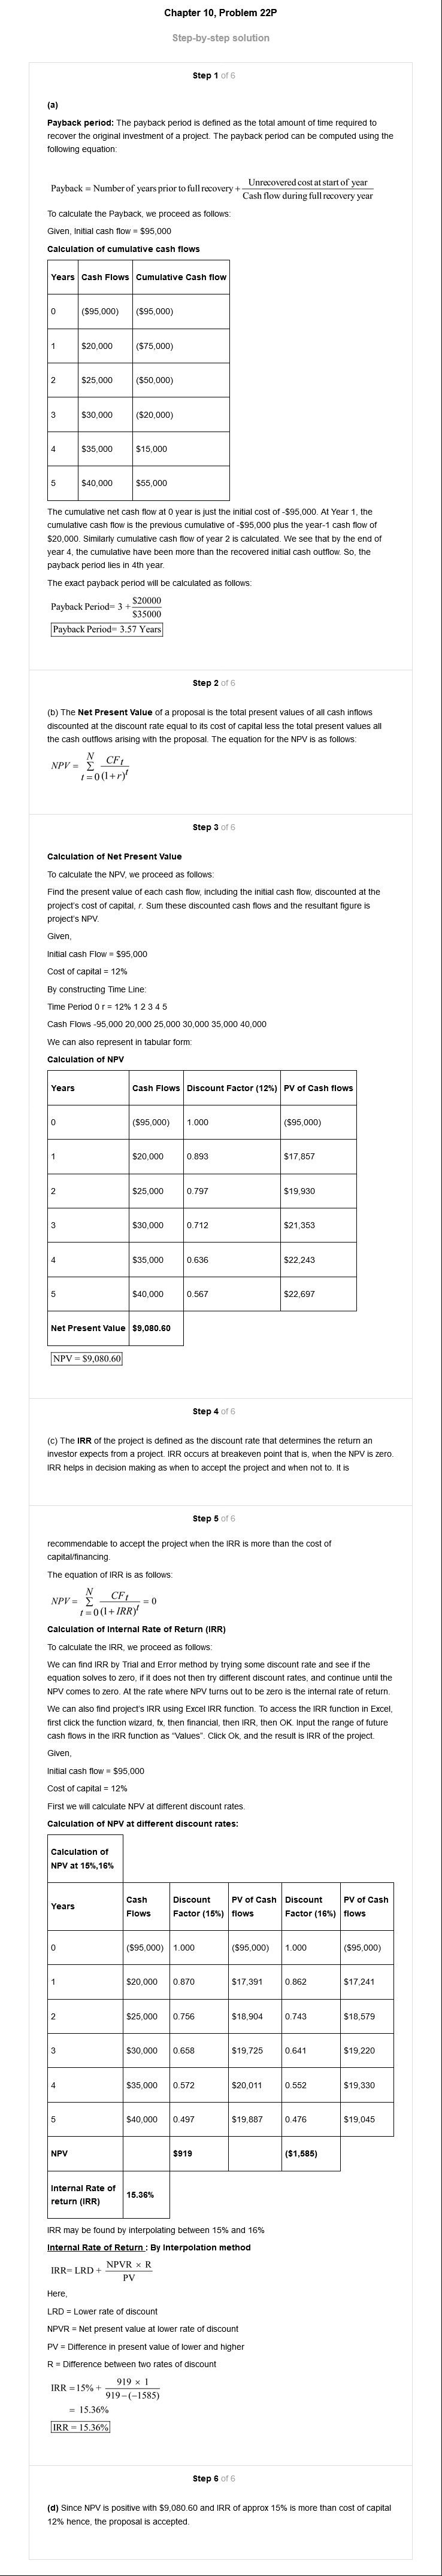 Chapter 10, Problem 22P
Step-by-step solution
Step 1 of 6
(a)
Payback period: The payback period is defined as the total amount of time required to
recover the original investment of a project. The payback period can be computed using the
following equation:
Payback = Number of years prior to full recovery + Unrecovered cost at start of year / Cash flow during full recovery year
To calculate the Payback, we proceed as follows:
Given, Initial cash flow = $95,000
Calculation of cumulative cash flows
Years Cash Flows Cumulative Cash flow
0 ($95,000) ($95,000)
1 $20,000 ($75,000)
2 $25,000 ($50,000)
3 $30,000 ($20,000)
4 $35,000 $15,000
5 $40,000 $55,000
The cumulative net cash flow at 0 year is just the initial cost of -$95,000. At Year 1, the
cumulative cash flow is the previous cumulative of -$95,000 plus the year-1 cash flow of
$20,000. Similarly cumulative cash flow of year 2 is calculated. We see that by the end of
year 4, the cumulative have been more than the recovered initial cash outflow. So, the
payback period lies in 4th year.
The exact payback period will be calculated as follows:
Payback Period= 3 + $20000 / $35000
Payback Period= 3.57 Years
Step 2 of 6
(b) The Net Present Value of a proposal is the total present values of all cash inflows
discounted at the discount rate equal to its cost of capital less the total present values all
the cash outflows arising with the proposal. The equation for the NPV is as follows:
NPV = N Σ t = 0 CFt / (1+r)^t
Step 3 of 6
Calculation of Net Present Value
To calculate the NPV, we proceed as follows:
Find the present value of each cash flow, including the initial cash flow, discounted at the
project's cost of capital, r. Sum these discounted cash flows and the resultant figure is
project's NPV.
Given,
Initial cash Flow = $95,000
Cost of capital = 12%
By constructing Time Line:
Time Period 0 r = 12% 1 2 3 4 5
Cash Flows -95,000 20,000 25,000 30,000 35,000 40,000
We can also represent in tabular form:
Calculation of NPV
Years Cash Flows Discount Factor (12%) PV of Cash flows
0 ($95,000) 1.000 ($95,000)
1 $20,000 0.893 $17,857
2 $25,000 0.797 $19,930
3 $30,000 0.712 $21,353
4 $35,000 0.636 $22,243
5 $40,000 0.567 $22,697
Net Present Value $9,080.60
NPV = $9,080.60
Step 4 of 6
(c) The IRR of the project is defined as the discount rate that determines the return an
investor expects from a project. IRR occurs at breakeven point that is, when the NPV is zero.
IRR helps in decision making as when to accept the project and when not to. It is
Step 5 of 6
recommendable to accept the project when the IRR is more than the cost of
capital/financing.
The equation of IRR is as follows:
NPV = N Σ t = 0 CFt / (1+ IRR)^t = 0
Calculation of Internal Rate of Return (IRR)
To calculate the IRR, we proceed as follows:
We can find IRR by Trial and Error method by trying some discount rate and see if the
equation solves to zero, if it does not then try different discount rates, and continue until the
NPV comes to zero. At the rate where NPV turns out to be zero is the internal rate of return.
We can also find project's IRR using Excel IRR function. To access the IRR function in Excel,
first click the function wizard, fx, then financial, then IRR, then OK. Input the range of future
cash flows in the IRR function as "Values". Click Ok, and the result is IRR of the project.
Given,
Initial cash flow = $95,000
Cost of capital = 12%
First we will calculate NPV at different discount rates.
Calculation of NPV at different discount rates:
Calculation of
NPV at 15%,16%
Years Cash Flows Discount Factor (15%) PV of Cash flows Discount Factor (16%) PV of Cash flows
0 ($95,000) 1.000 ($95,000) 1.000 ($95,000)
1 $20,000 0.870 $17,391 0.862 $17,241
2 $25,000 0.756 $18,904 0.743 $18,579
3 $30,000 0.658 $19,725 0.641 $19,220
4 $35,000 0.572 $20,011 0.552 $19,330
5 $40,000 0.497 $19,887 0.476 $19,045
NPV $919 ($1,585)
Internal Rate of
return (IRR) 15.36%
IRR may be found by interpolating between 15% and 16%
Internal Rate of Return : By Interpolation method
IRR= LRD + NPVR × R / PV
Here,
LRD = Lower rate of discount
NPVR = Net present value at lower rate of discount
PV = Difference in present value of lower and higher
R = Difference between two rates of discount
IRR =15% + 919 × 1 / 919-(-1585)
= 15.36%
IRR = 15.36%
Step 6 of 6
(d) Since NPV is positive with $9,080.60 and IRR of approx 15% is more than cost of capital
12% hence, the proposal is accepted.